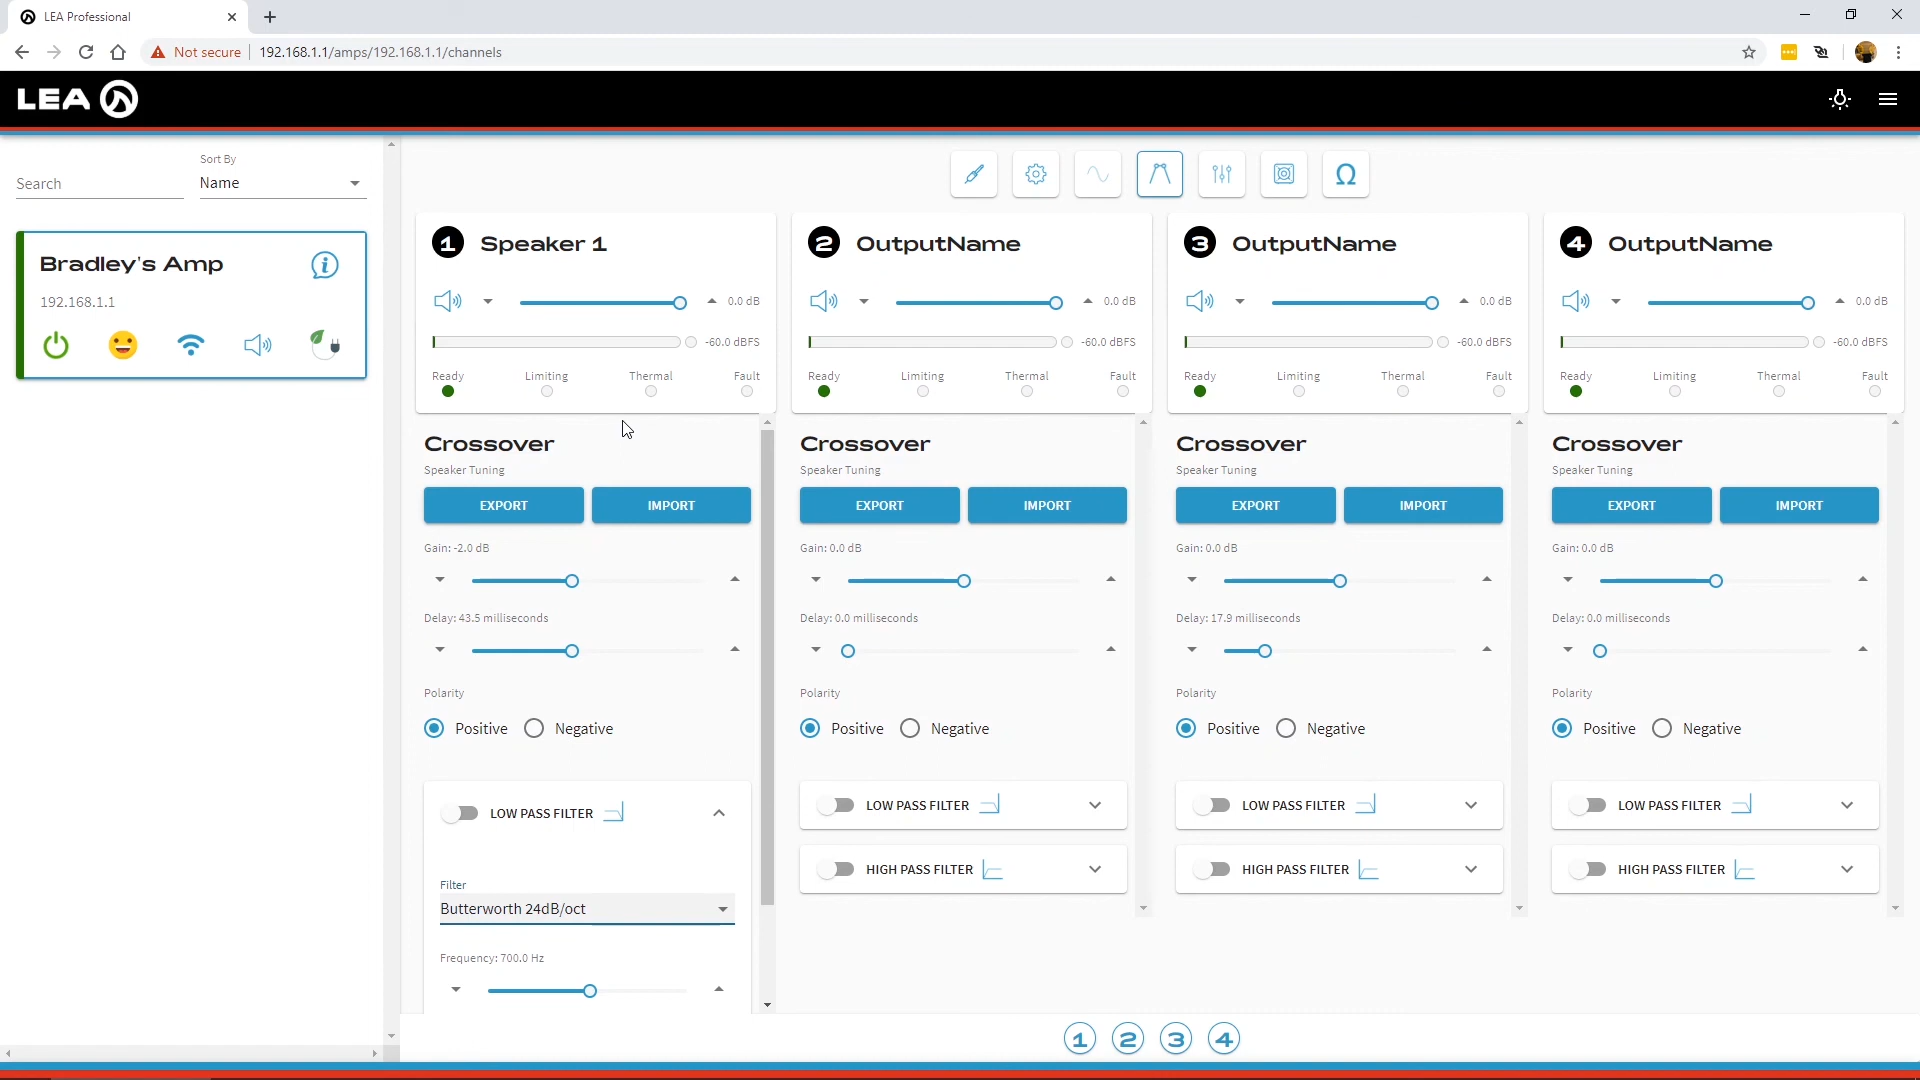 LEA Professional
Not secure
192.168.1.1/amps/192.168.1.1/channels
LEA
Search
Sort By
Name
Bradley's Amp
192.168.1.1
1 Speaker 1
0.0 dB
-60.0 dBFS
Ready Limiting Thermal Fault
Crossover
Speaker Tuning
EXPORT IMPORT
Gain: -2.0 dB
Delay: 43.5 milliseconds
Polarity
Positive Negative
LOW PASS FILTER
Filter
Butterworth 24dB/oct
Frequency: 700.0 Hz
2 OutputName
0.0 dB
-60.0 dBFS
Ready Limiting Thermal Fault
Crossover
Speaker Tuning
EXPORT IMPORT
Gain: 0.0 dB
Delay: 0.0 milliseconds
Polarity
Positive Negative
LOW PASS FILTER
HIGH PASS FILTER
3 OutputName
0.0 dB
-60.0 dBFS
Ready Limiting Thermal Fault
Crossover
Speaker Tuning
EXPORT IMPORT
Gain: 0.0 dB
Delay: 17.9 milliseconds
Polarity
Positive Negative
LOW PASS FILTER
HIGH PASS FILTER
4 OutputName
0.0 dB
-60.0 dBFS
Ready Limiting Thermal Fault
Crossover
Speaker Tuning
EXPORT IMPORT
Gain: 0.0 dB
Delay: 0.0 milliseconds
Polarity
Positive Negative
LOW PASS FILTER
HIGH PASS FILTER
1 2 3 4